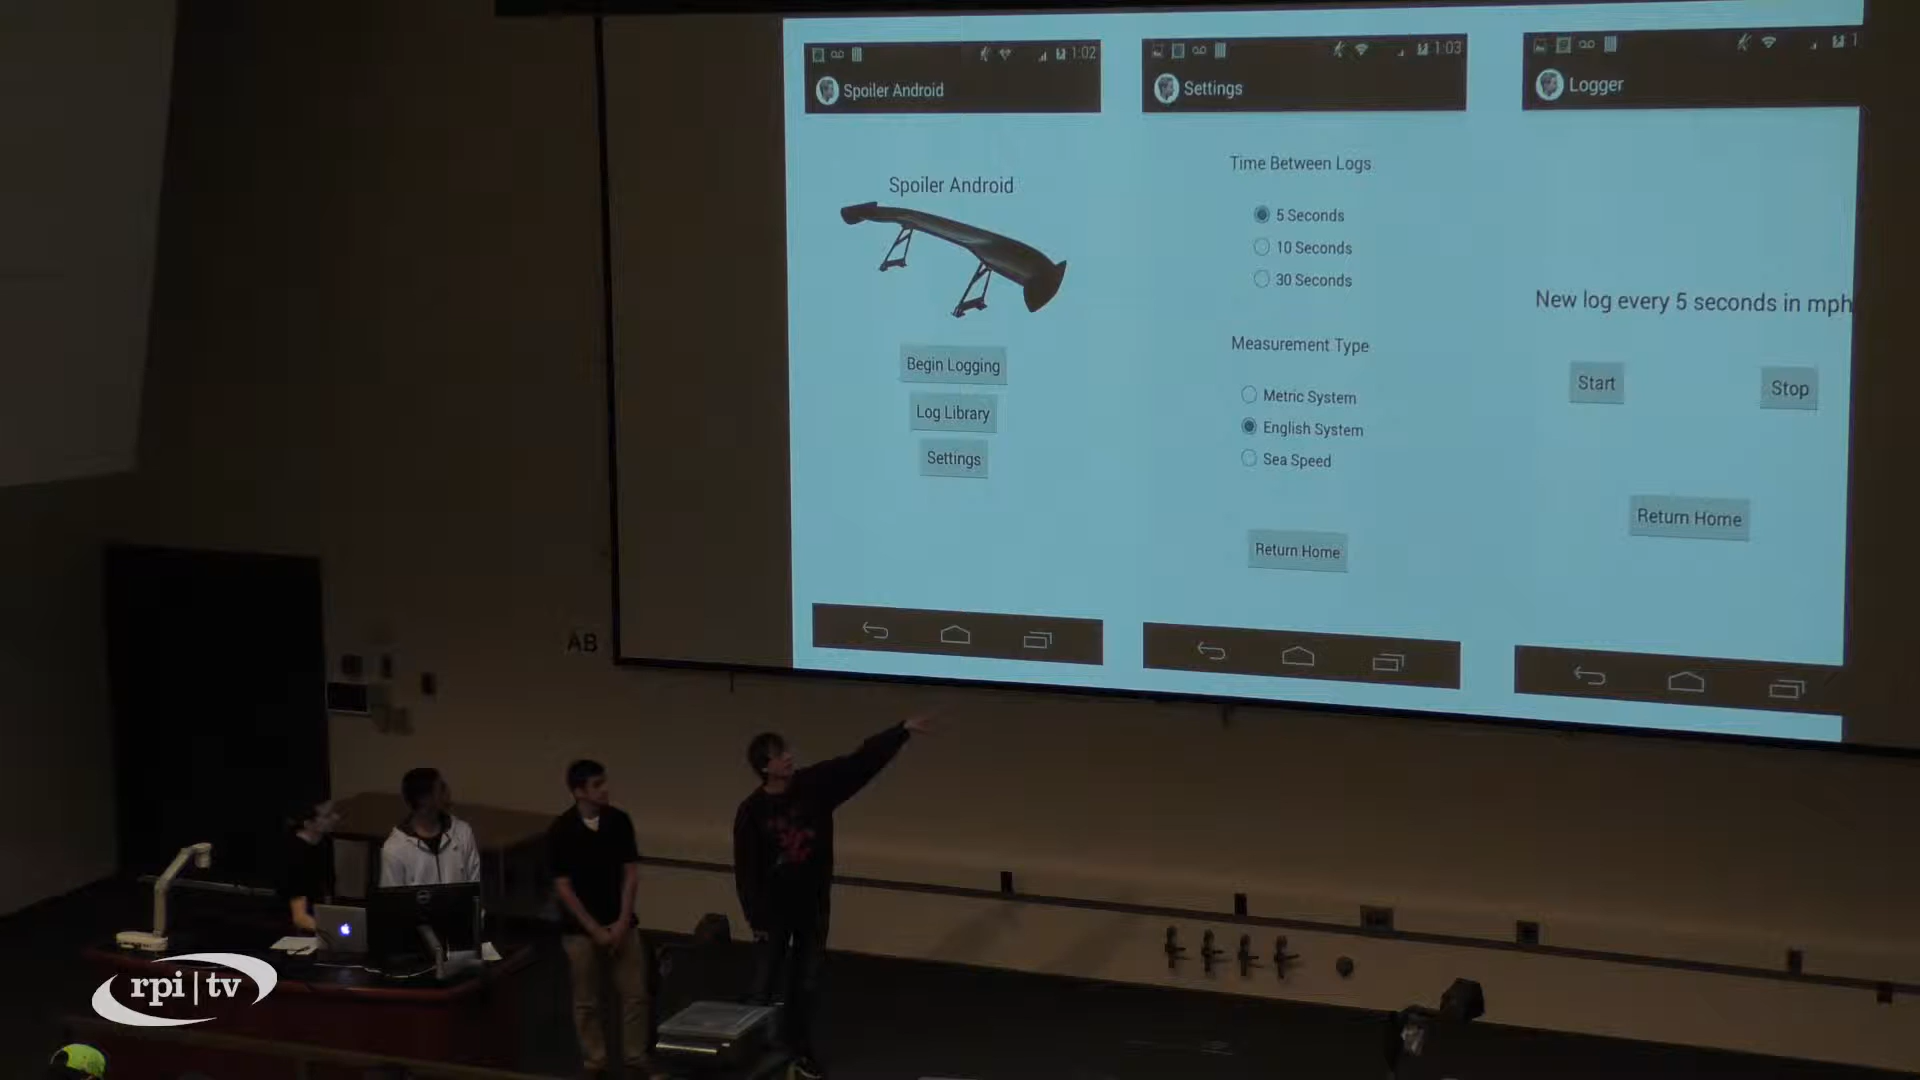 1:02
Spoiler Android
Spoiler Android
Begin Logging
Log Library
Settings
1:03
Settings
Time Between Logs
5 Seconds
10 Seconds
30 Seconds
Measurement Type
Metric System
English System
Sea Speed
Return Home
1
Logger
New log every 5 seconds in mph
Start
Stop
Return Home
AB
DELL
rpi|tv